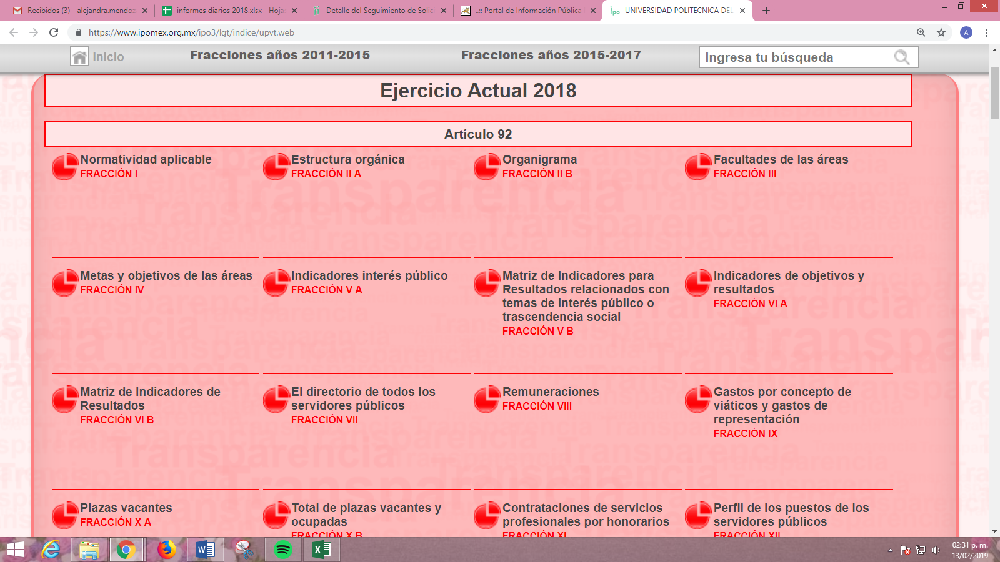 Recibidos (3) - alejandra.mendoz
informes diarios 2018.xlsx - Hoja
Detalle del Seguimiento de Solic
..:: Portal de Información Pública
ipo UNIVERSIDAD POLITECNICA DEL
https://www.ipomex.org.mx/ipo3/lgt/indice/upvt.web
A
Inicio
Fracciones años 2011-2015
Fracciones años 2015-2017
Ingresa tu búsqueda
Ejercicio Actual 2018
Artículo 92
Normatividad aplicable
FRACCIÓN I
Estructura orgánica
FRACCIÓN II A
Organigrama
FRACCIÓN II B
Facultades de las áreas
FRACCIÓN III
Metas y objetivos de las áreas
FRACCIÓN IV
Indicadores interés público
FRACCIÓN V A
Matriz de Indicadores para
Resultados relacionados con
temas de interés público o
trascendencia social
FRACCIÓN V B
Indicadores de objetivos y
resultados
FRACCIÓN VI A
Matriz de Indicadores de
Resultados
FRACCIÓN VI B
El directorio de todos los
servidores públicos
FRACCIÓN VII
Remuneraciones
FRACCIÓN VIII
Gastos por concepto de
viáticos y gastos de
representación
FRACCIÓN IX
Plazas vacantes
FRACCIÓN X A
Total de plazas vacantes y
ocupadas
FRACCIÓN X B
Contrataciones de servicios
profesionales por honorarios
FRACCIÓN XI
Perfil de los puestos de los
servidores públicos
FRACCIÓN XII
02:31 p. m.
13/02/2019